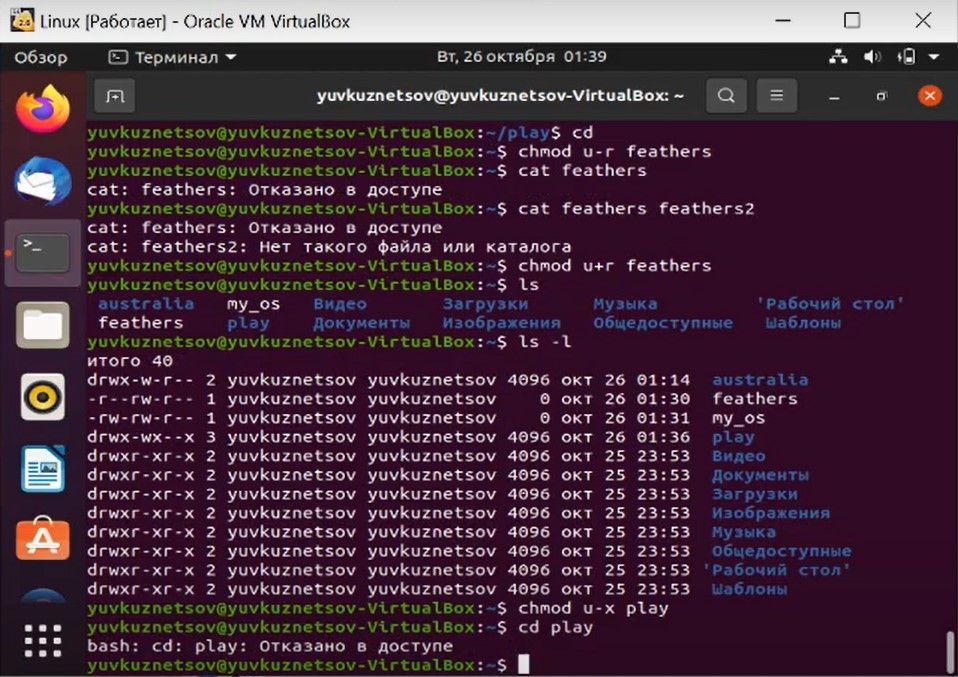 Linux [Работает] - Oracle VM VirtualBox
Обзор Терминал Вт, 26 октября 01:39
yuvkuznetsov@yuvkuznetsov-VirtualBox: ~
yuvkuznetsov@yuvkuznetsov-VirtualBox:~/play$ cd
yuvkuznetsov@yuvkuznetsov-VirtualBox:~$ chmod u-r feathers
yuvkuznetsov@yuvkuznetsov-VirtualBox:~$ cat feathers
cat: feathers: Отказано в доступе
yuvkuznetsov@yuvkuznetsov-VirtualBox:~$ cat feathers feathers2
cat: feathers: Отказано в доступе
cat: feathers2: Нет такого файла или каталога
yuvkuznetsov@yuvkuznetsov-VirtualBox:~$ chmod u+r feathers
yuvkuznetsov@yuvkuznetsov-VirtualBox:~$ ls
australia my_os Видео Загрузки Музыка 'Рабочий стол'
feathers play Документы Изображения Общедоступные Шаблоны
yuvkuznetsov@yuvkuznetsov-VirtualBox:~$ ls -l
итого 40
drwx-w-r-- 2 yuvkuznetsov yuvkuznetsov 4096 окт 26 01:14 australia
-r--rw-r-- 1 yuvkuznetsov yuvkuznetsov 0 окт 26 01:30 feathers
-rw-rw-r-- 1 yuvkuznetsov yuvkuznetsov 0 окт 26 01:31 my_os
drwx-wx--x 3 yuvkuznetsov yuvkuznetsov 4096 окт 26 01:36 play
drwxr-xr-x 2 yuvkuznetsov yuvkuznetsov 4096 окт 25 23:53 Видео
drwxr-xr-x 2 yuvkuznetsov yuvkuznetsov 4096 окт 25 23:53 Документы
drwxr-xr-x 2 yuvkuznetsov yuvkuznetsov 4096 окт 25 23:53 Загрузки
drwxr-xr-x 2 yuvkuznetsov yuvkuznetsov 4096 окт 25 23:53 Изображения
drwxr-xr-x 2 yuvkuznetsov yuvkuznetsov 4096 окт 25 23:53 Музыка
drwxr-xr-x 2 yuvkuznetsov yuvkuznetsov 4096 окт 25 23:53 Общедоступные
drwxr-xr-x 2 yuvkuznetsov yuvkuznetsov 4096 окт 25 23:53 'Рабочий стол'
drwxr-xr-x 2 yuvkuznetsov yuvkuznetsov 4096 окт 25 23:53 Шаблоны
yuvkuznetsov@yuvkuznetsov-VirtualBox:~$ chmod u-x play
yuvkuznetsov@yuvkuznetsov-VirtualBox:~$ cd play
bash: cd: play: Отказано в доступе
yuvkuznetsov@yuvkuznetsov-VirtualBox:~$